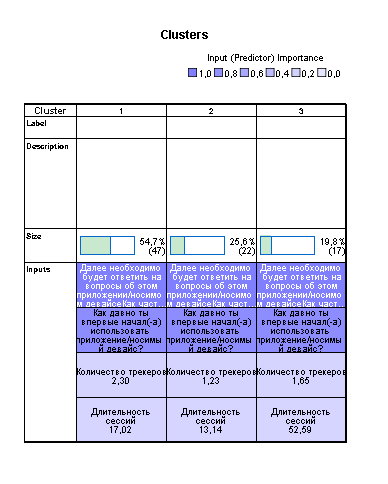 Clusters
Input (Predictor) Importance
1,0 0,8 0,6 0,4 0,2 0,0
Cluster 1 2 3
Label
Description
Size
54,7% (47)
25,6% (22)
19,8% (17)
Inputs
Далее необходимо
будет ответить на
вопросы об этом
приложении/носимо
м девайсеКак част...
Далее необходимо
будет ответить на
вопросы об этом
приложении/носимо
м девайсеКак част...
Далее необходимо
будет ответить на
вопросы об этом
приложении/носимо
м девайсеКак част...
Как давно ты
впервые начал(-а)
использовать
приложение/носимы
й девайс?
Как давно ты
впервые начал(-а)
использовать
приложение/носимы
й девайс?
Как давно ты
впервые начал(-а)
использовать
приложение/носимы
й девайс?
Количество трекеров
2,30
Количество трекеров
1,23
Количество трекеров
1,65
Длительность
сессий
17,02
Длительность
сессий
13,14
Длительность
сессий
52,59